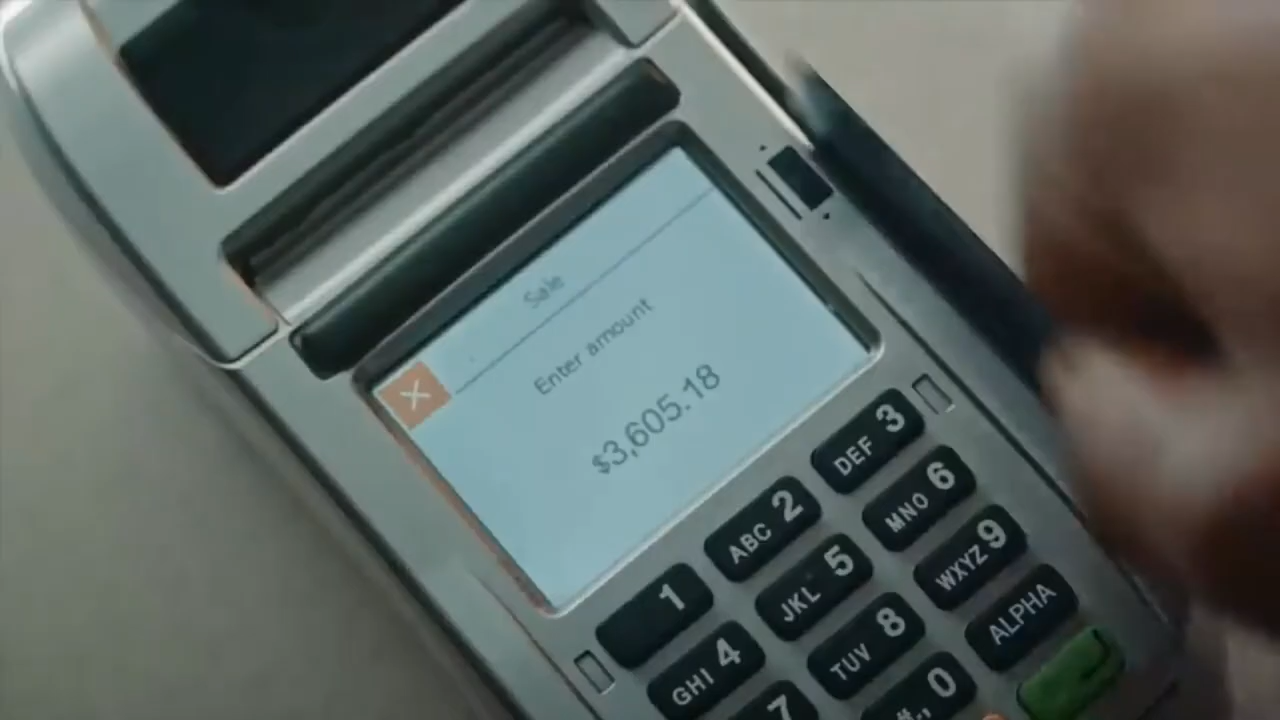 Sale
X
Enter amount
$3,605.18
1
ABC 2
DEF 3
GHI 4
JKL 5
MNO 6
7
TUV 8
WXYZ 9
0
ALPHA